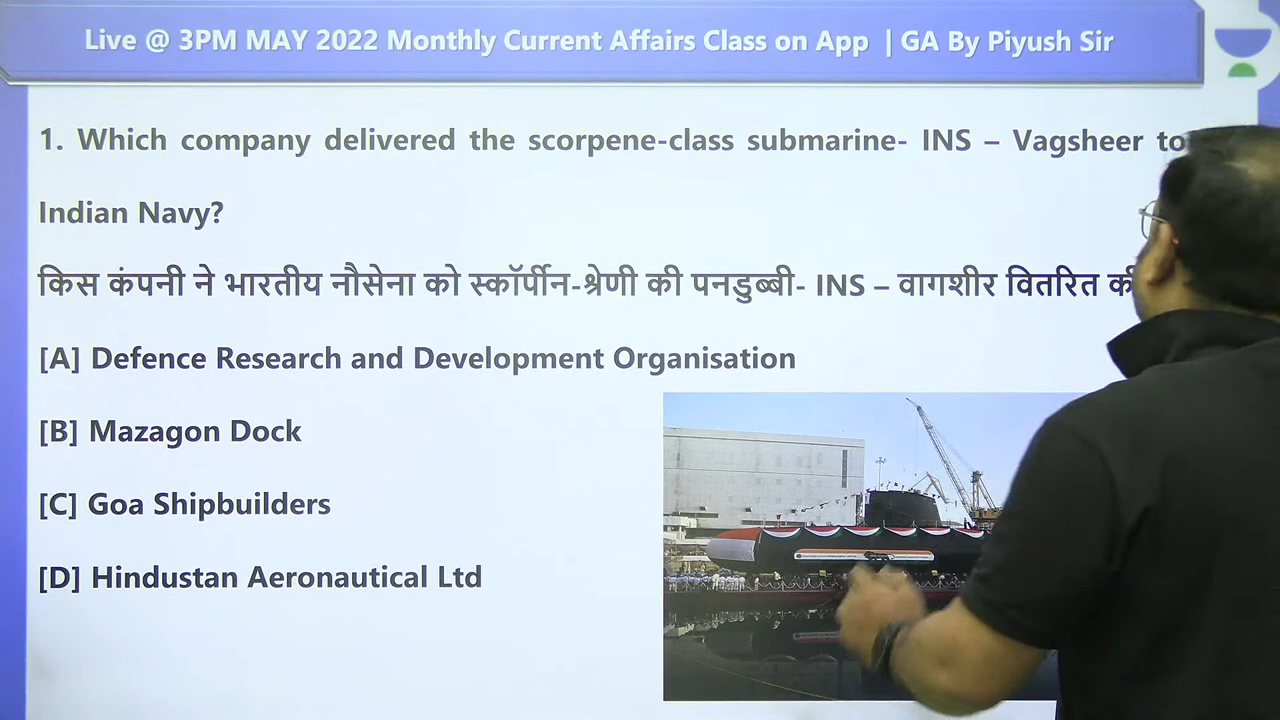 Live @ 3PM MAY 2022 Monthly Current Affairs Class on App | GA By Piyush Sir
1. Which company delivered the scorpene-class submarine- INS – Vagsheer to
Indian Navy?
किस कंपनी ने भारतीय नौसेना को स्कॉर्पीन-श्रेणी की पनडुब्बी- INS – वागशीर वितरित की
[A] Defence Research and Development Organisation
[B] Mazagon Dock
[C] Goa Shipbuilders
[D] Hindustan Aeronautical Ltd